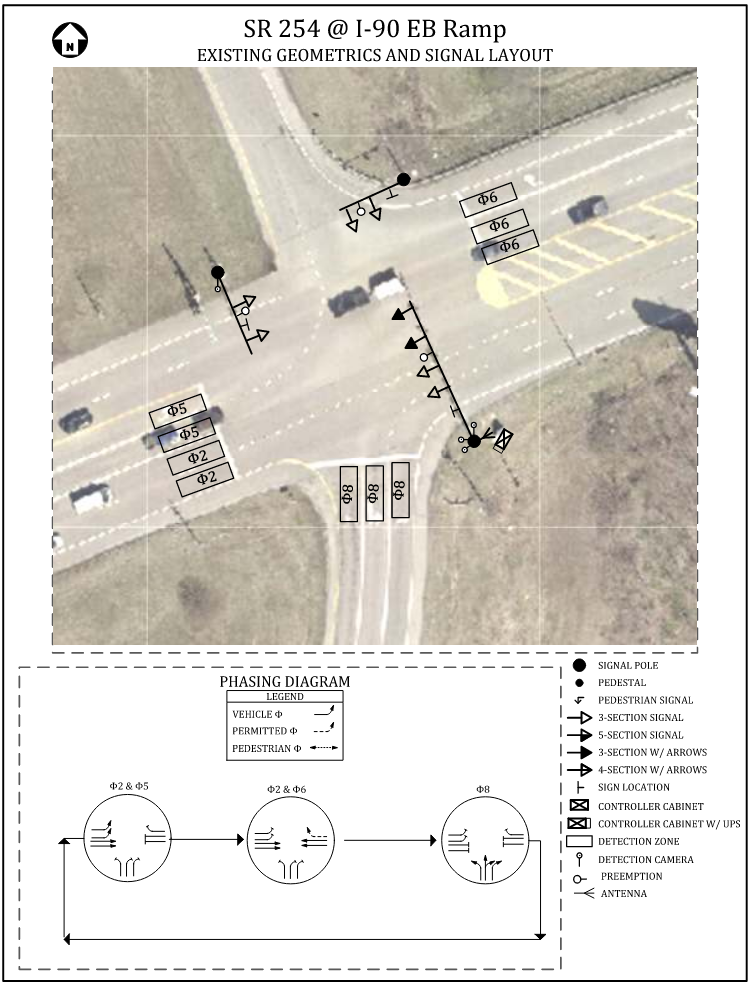 SR 254 @ I-90 EB Ramp
N
EXISTING GEOMETRICS AND SIGNAL LAYOUT
Φ6
Φ6
Φ6
Φ5
Φ5
Φ2
Φ2
Φ8
Φ8
Φ8
PHASING DIAGRAM
LEGEND
VEHICLE Φ
PERMITTED Φ
PEDESTRIAN Φ
Φ2 & Φ5
Φ2 & Φ6
Φ8
SIGNAL POLE
PEDESTAL
PEDESTRIAN SIGNAL
3-SECTION SIGNAL
5-SECTION SIGNAL
3-SECTION W/ ARROWS
4-SECTION W/ ARROWS
SIGN LOCATION
CONTROLLER CABINET
CONTROLLER CABINET W/ UPS
DETECTION ZONE
DETECTION CAMERA
PREEMPTION
ANTENNA